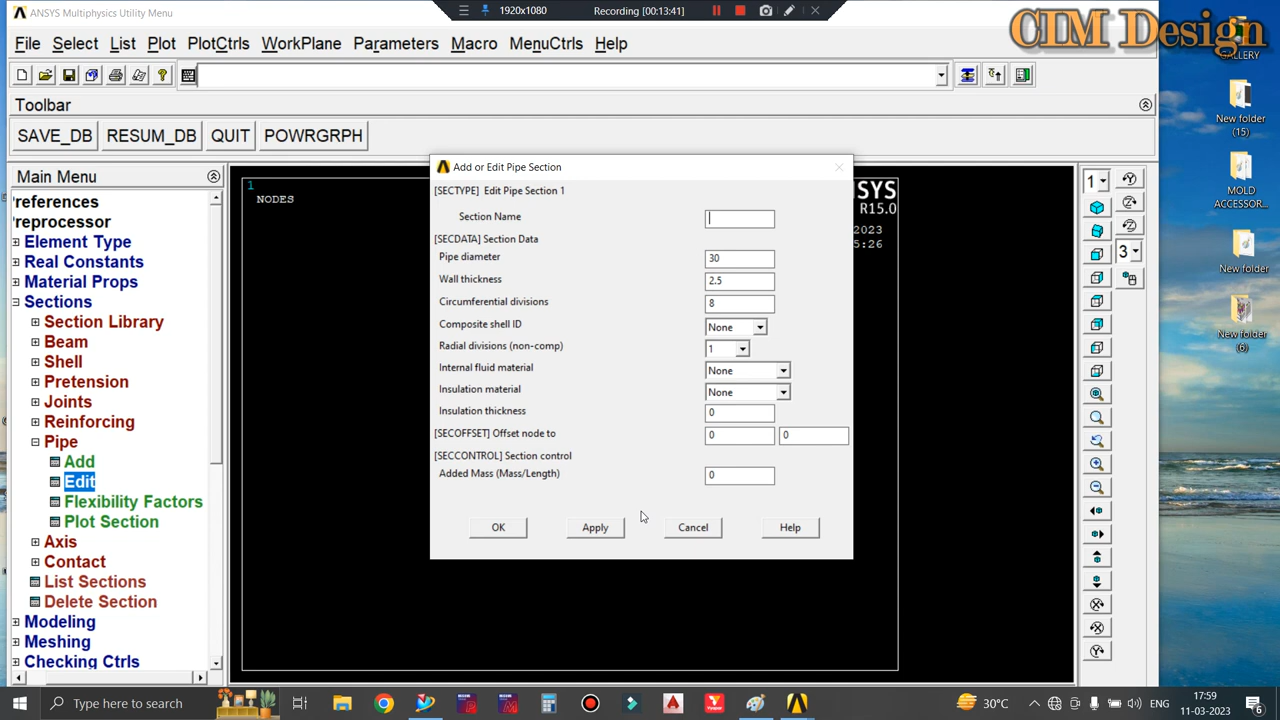 ANSYS Multiphysics Utility Menu
1920x1080
Recording [00:13:41]
CIM Design
File Select List Plot PlotCtrls WorkPlane Parameters Macro MenuCtrls Help
GALLERY
Toolbar
SAVE_DB RESUM_DB QUIT POWRGRPH
New folder
(15)
Main Menu
references
reprocessor
Element Type
Real Constants
Material Props
Sections
Section Library
Beam
Shell
Pretension
Joints
Reinforcing
Pipe
Add
Edit
Flexibility Factors
Plot Section
Axis
Contact
List Sections
Delete Section
Modeling
Meshing
Checking Ctrls
1
NODES
NSYS
R15.0
2023
5:26
Add or Edit Pipe Section
[SECTYPE] Edit Pipe Section 1
Section Name
[SECDATA] Section Data
Pipe diameter 30
Wall thickness 2.5
Circumferential divisions 8
Composite shell ID None
Radial divisions (non-comp) 1
Internal fluid material None
Insulation material None
Insulation thickness 0
[SECOFFSET] Offset node to 0 0
[SECCONTROL] Section control
Added Mass (Mass/Length) 0
OK Apply Cancel Help
1
3
MOLD
ACCESSOR...
New folder
New folder
(6)
Type here to search
30°C
ENG
17:59
11-03-2023
6